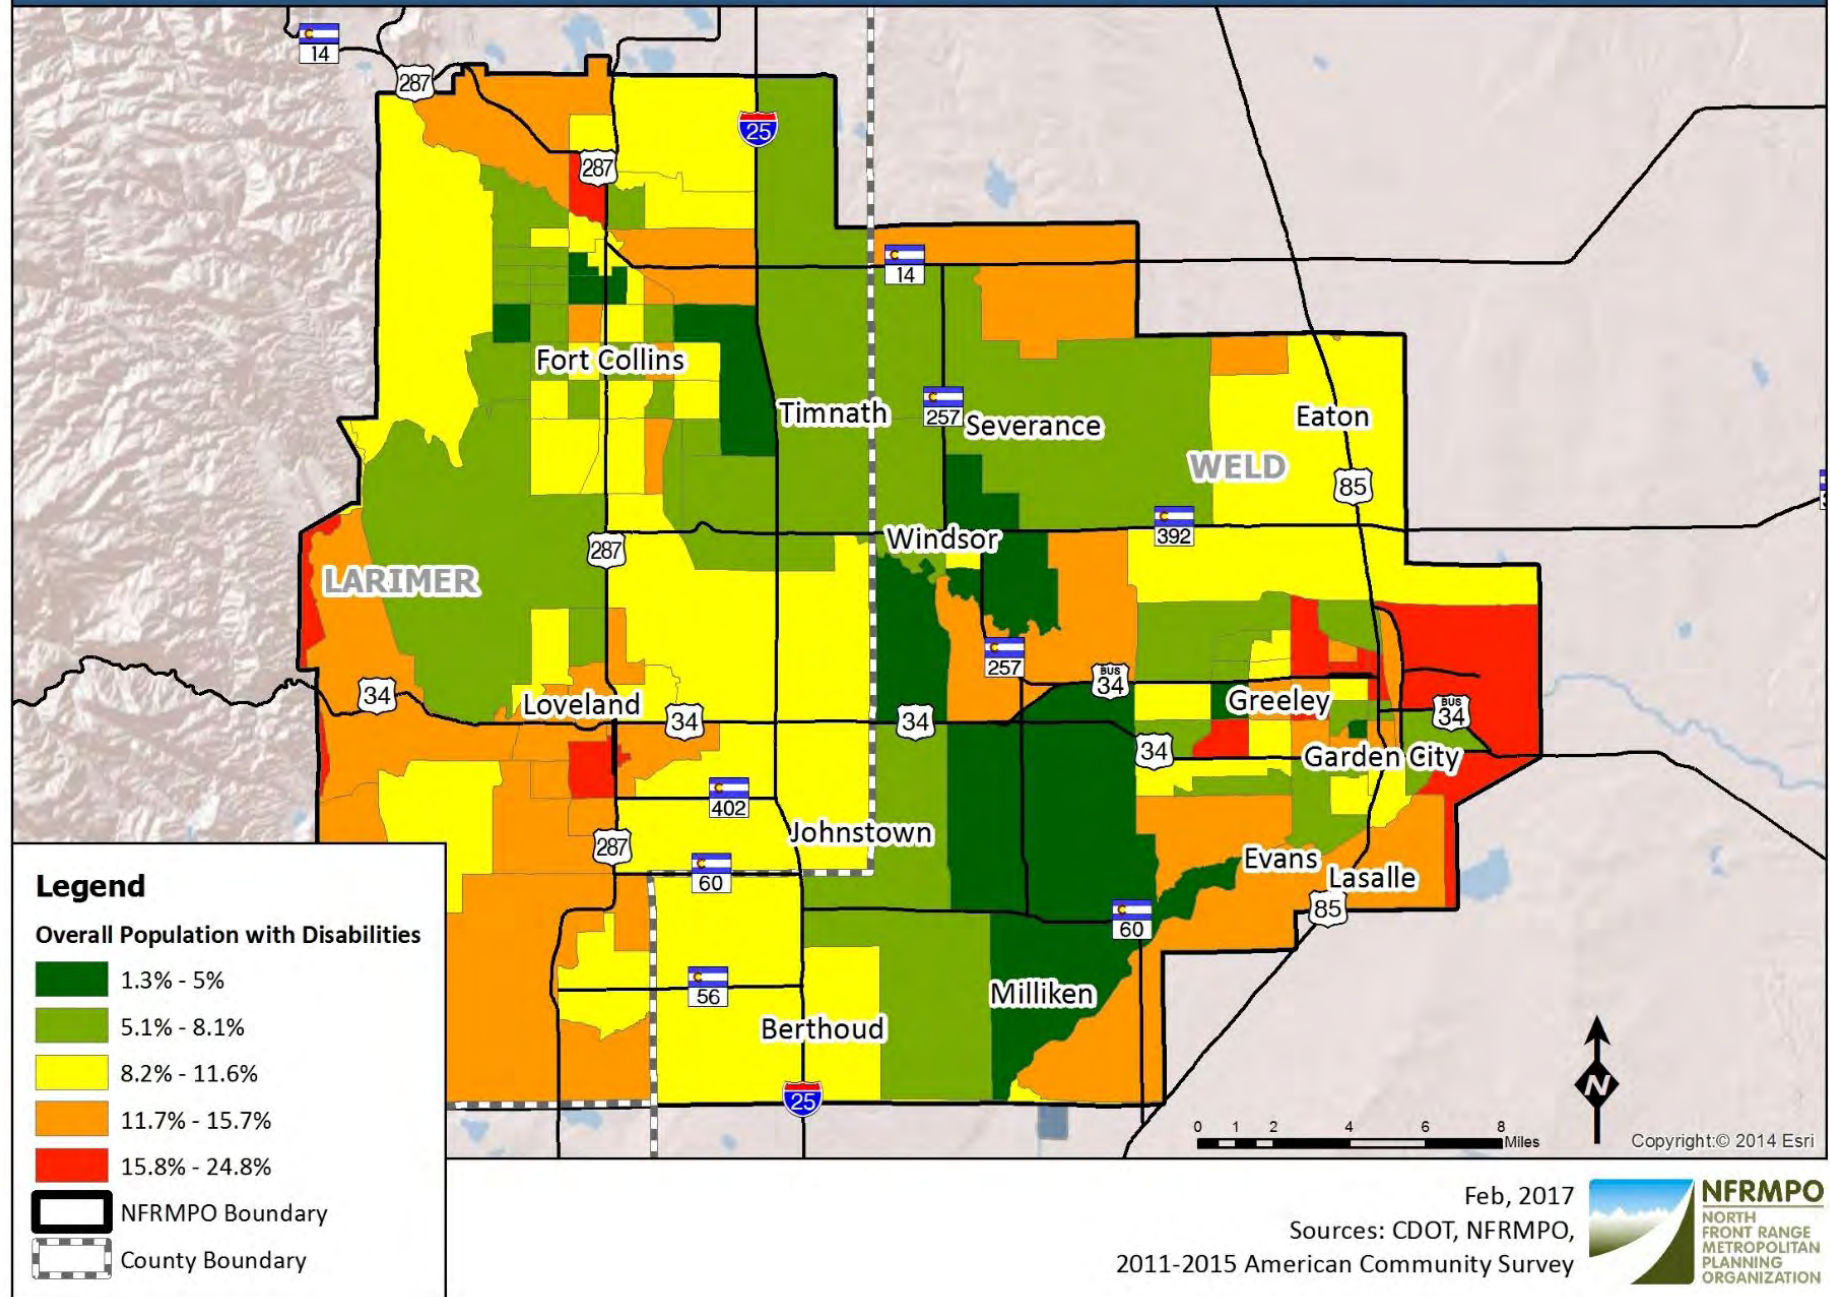 14
287
25
287
14
Fort Collins
Timnath
257
Severance
Eaton
WELD
85
392
Windsor
287
LARIMER
257
BUS
34
34
Loveland
34
34
Greeley
BUS
34
34
Garden City
402
Johnstown
287
60
Evans
Lasalle
85
60
56
Milliken
Berthoud
25
Legend
Overall Population with Disabilities
1.3% - 5%
5.1% - 8.1%
8.2% - 11.6%
11.7% - 15.7%
15.8% - 24.8%
NFRMPO Boundary
County Boundary
N
0 1 2 4 6 8
Miles
Copyright:© 2014 Esri
Feb, 2017
Sources: CDOT, NFRMPO,
2011-2015 American Community Survey
NFRMPO
NORTH
FRONT RANGE
METROPOLITAN
PLANNING
ORGANIZATION